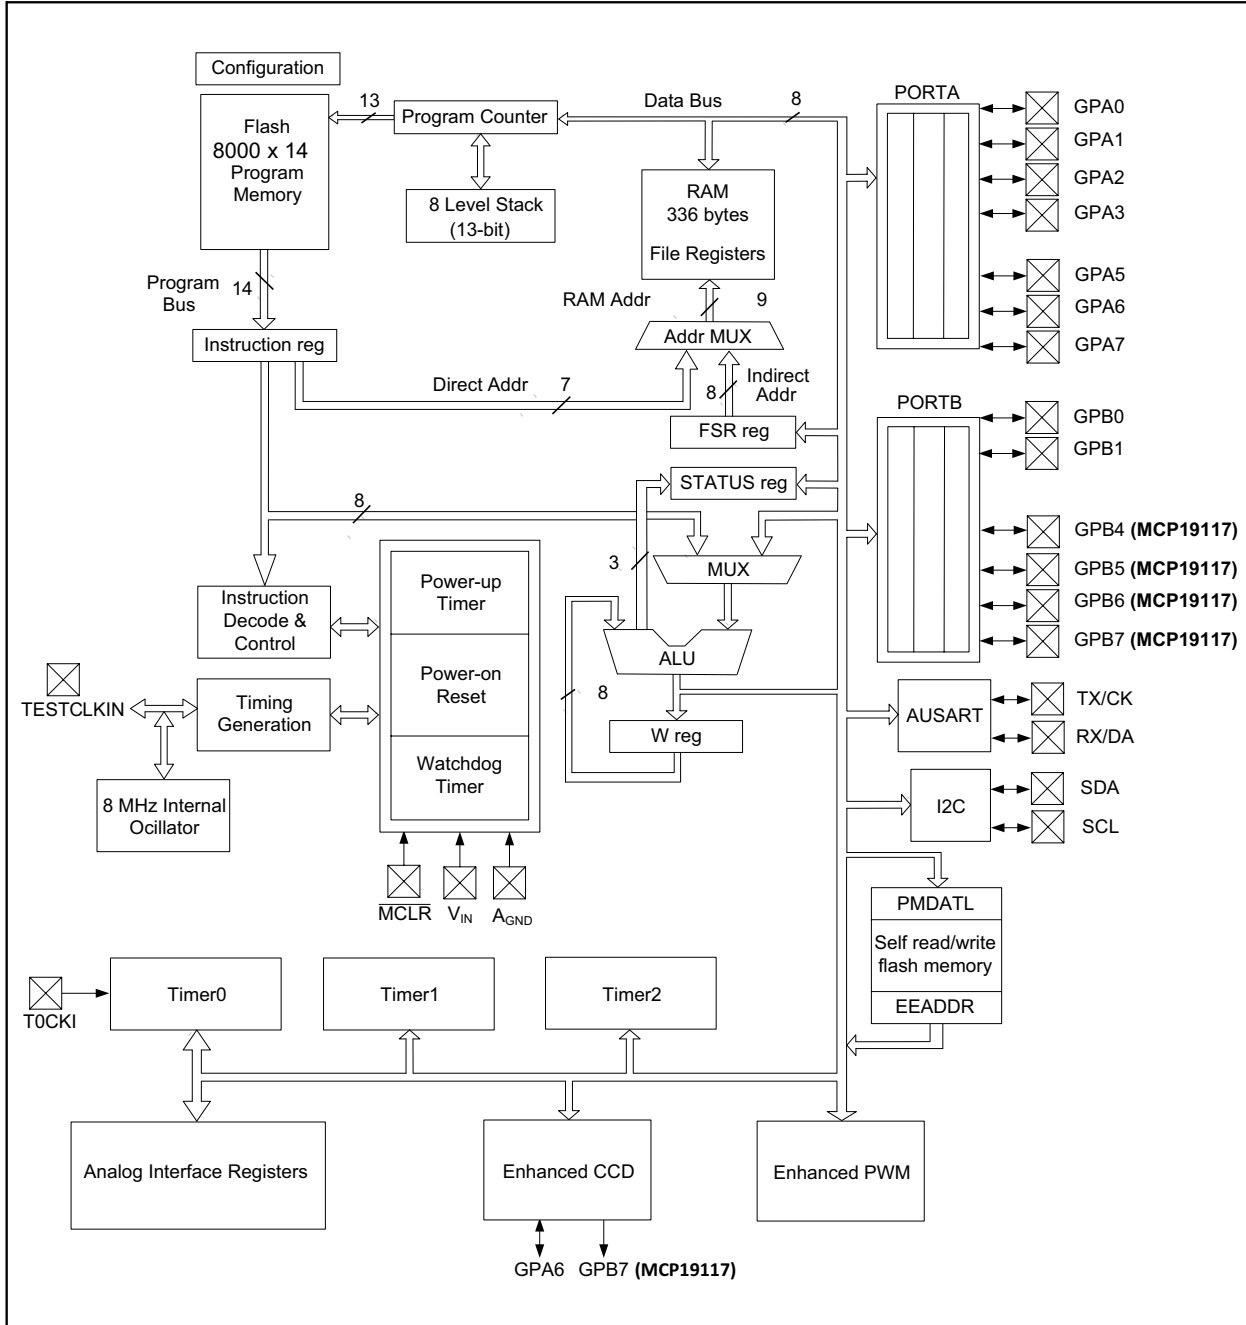 Configuration
Flash
8000 x 14
Program
Memory
13
Program Counter
8 Level Stack
(13-bit)
Data Bus
8
RAM
336 bytes
File Registers
PORTA
GPA0
GPA1
GPA2
GPA3
GPA5
GPA6
GPA7
Program
Bus
14
Instruction reg
RAM Addr
9
Addr MUX
Direct Addr
7
8
Indirect
Addr
FSR reg
STATUS reg
PORTB
GPB0
GPB1
GPB4 (MCP19117)
GPB5 (MCP19117)
GPB6 (MCP19117)
GPB7 (MCP19117)
8
3
MUX
ALU
8
W reg
Instruction
Decode &
Control
Power-up
Timer
Power-on
Reset
Watchdog
Timer
TESTCLKIN
Timing
Generation
8 MHz Internal
Ocillator
MCLR
VIN
AGND
AUSART
TX/CK
RX/DA
I2C
SDA
SCL
PMDATL
Self read/write
flash memory
EEADDR
T0CKI
Timer0
Timer1
Timer2
Analog Interface Registers
Enhanced CCD
Enhanced PWM
GPA6
GPB7 (MCP19117)